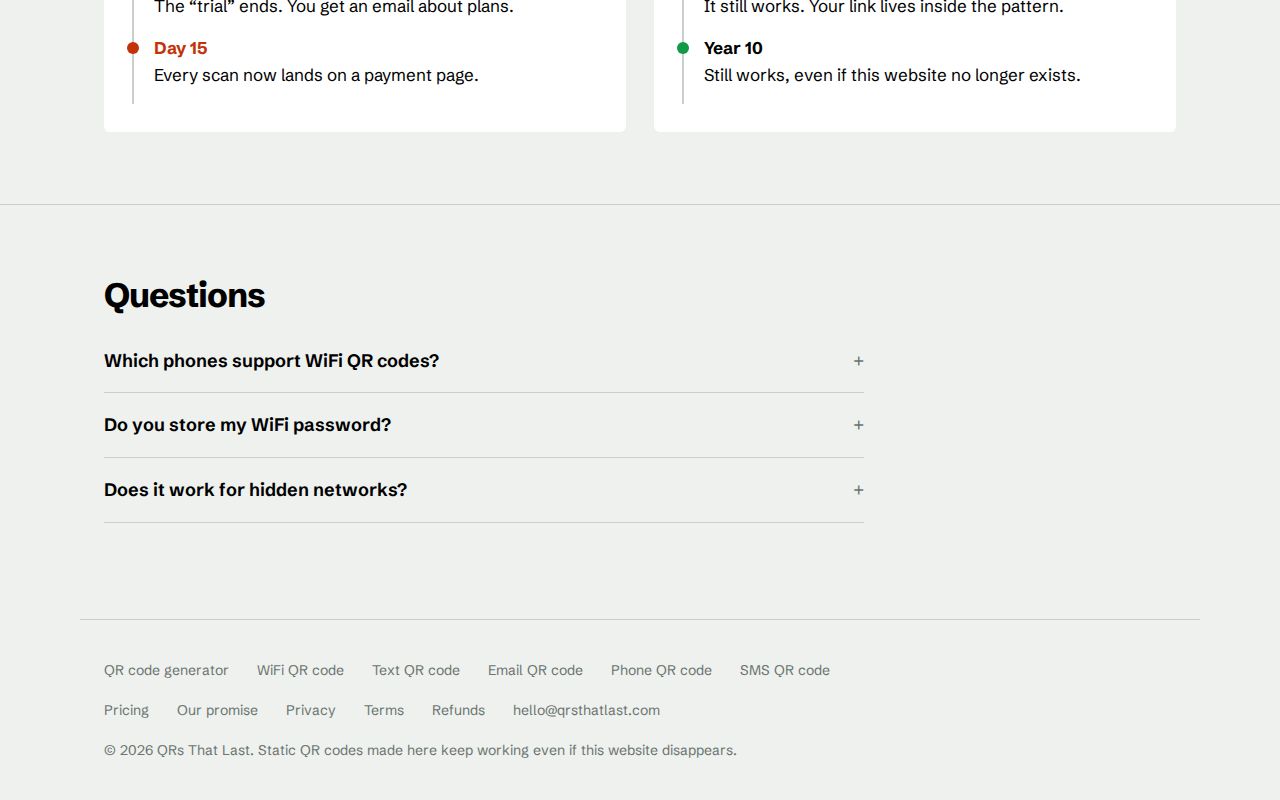 The “trial” ends. You get an email about plans.
Day 15
Every scan now lands on a payment page.
It still works. Your link lives inside the pattern.
Year 10
Still works, even if this website no longer exists.
Questions
Which phones support WiFi QR codes? +
Do you store my WiFi password? +
Does it work for hidden networks? +
QR code generator WiFi QR code Text QR code Email QR code Phone QR code SMS QR code
Pricing Our promise Privacy Terms Refunds hello@qrsthatlast.com
© 2026 QRs That Last. Static QR codes made here keep working even if this website disappears.